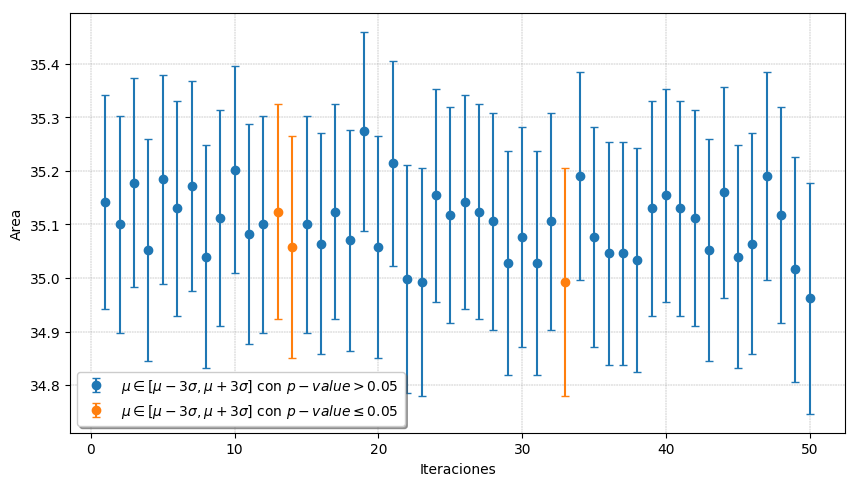 35.4
35.3
35.2
35.1
35.0
34.9
34.8
Area
μ ∈ [μ − 3σ, μ + 3σ] con p − value > 0.05
μ ∈ [μ − 3σ, μ + 3σ] con p − value ≤ 0.05
0 10 20 30 40 50
Iteraciones